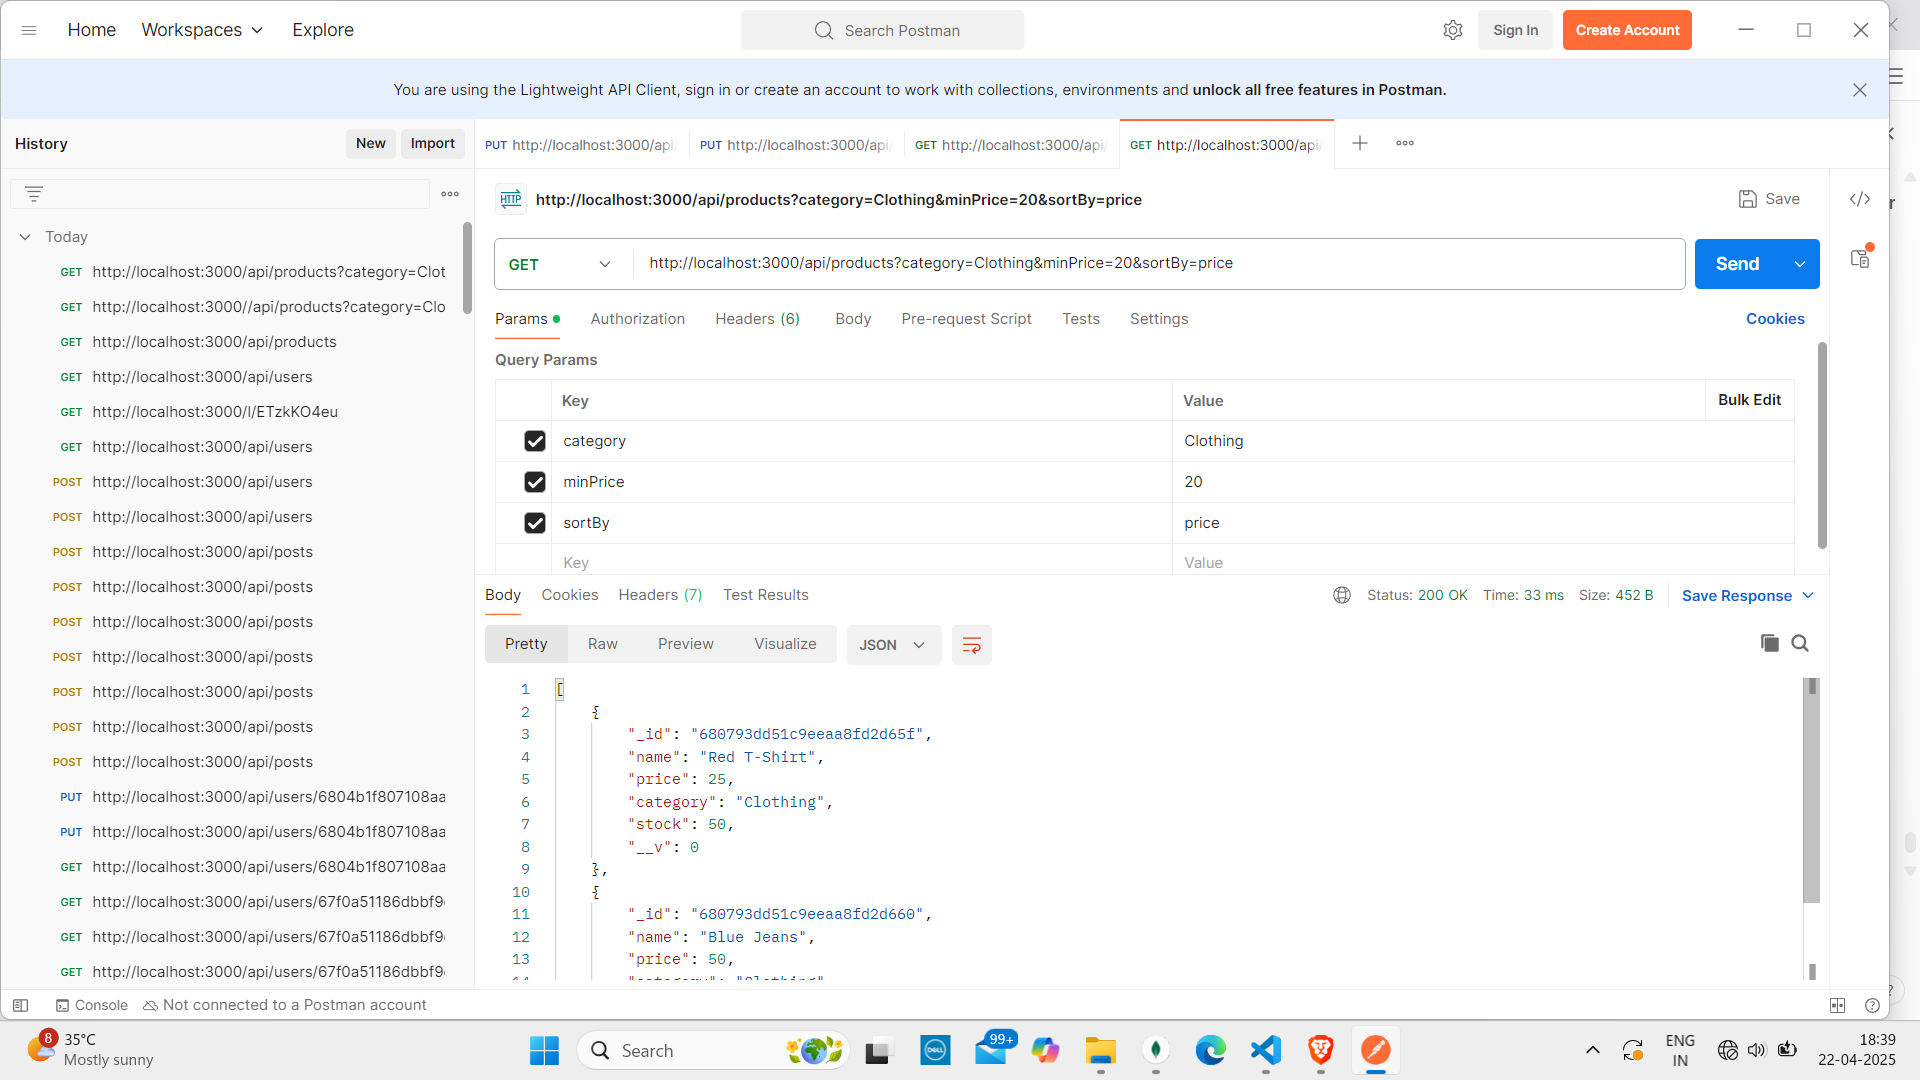 Home
Workspaces
Explore
Search Postman
Sign In
Create Account
You are using the Lightweight API Client, sign in or create an account to work with collections, environments and unlock all free features in Postman.
History
New
Import
PUT http://localhost:3000/api/
PUT http://localhost:3000/api/
GET http://localhost:3000/api/
GET http://localhost:3000/api/
Today
GET http://localhost:3000/api/products?category=Clot
GET http://localhost:3000//api/products?category=Clo
GET http://localhost:3000/api/products
GET http://localhost:3000/api/users
GET http://localhost:3000/l/ETzkKO4eu
GET http://localhost:3000/api/users
POST http://localhost:3000/api/users
POST http://localhost:3000/api/users
POST http://localhost:3000/api/posts
POST http://localhost:3000/api/posts
POST http://localhost:3000/api/posts
POST http://localhost:3000/api/posts
POST http://localhost:3000/api/posts
POST http://localhost:3000/api/posts
POST http://localhost:3000/api/posts
PUT http://localhost:3000/api/users/6804b1f807108aa
PUT http://localhost:3000/api/users/6804b1f807108aa
GET http://localhost:3000/api/users/6804b1f807108aa
GET http://localhost:3000/api/users/67f0a51186dbbf9
GET http://localhost:3000/api/users/67f0a51186dbbf9
GET http://localhost:3000/api/users/67f0a51186dbbf9
HTTP
http://localhost:3000/api/products?category=Clothing&minPrice=20&sortBy=price
Save
GET
http://localhost:3000/api/products?category=Clothing&minPrice=20&sortBy=price
Send
Params
Authorization
Headers (6)
Body
Pre-request Script
Tests
Settings
Cookies
Query Params
Key
Value
Bulk Edit
category
Clothing
minPrice
20
sortBy
price
Key
Value
Body
Cookies
Headers (7)
Test Results
Status: 200 OK
Time: 33 ms
Size: 452 B
Save Response
Pretty
Raw
Preview
Visualize
JSON
1 [
2 {
3 "_id": "680793dd51c9eeaa8fd2d65f",
4 "name": "Red T-Shirt",
5 "price": 25,
6 "category": "Clothing",
7 "stock": 50,
8 "__v": 0
9 },
10 {
11 "_id": "680793dd51c9eeaa8fd2d660",
12 "name": "Blue Jeans",
13 "price": 50,
14 "category": "Clothing"
Console
Not connected to a Postman account
8
35°C
Mostly sunny
Search
DELL
99+
ENG
IN
18:39
22-04-2025